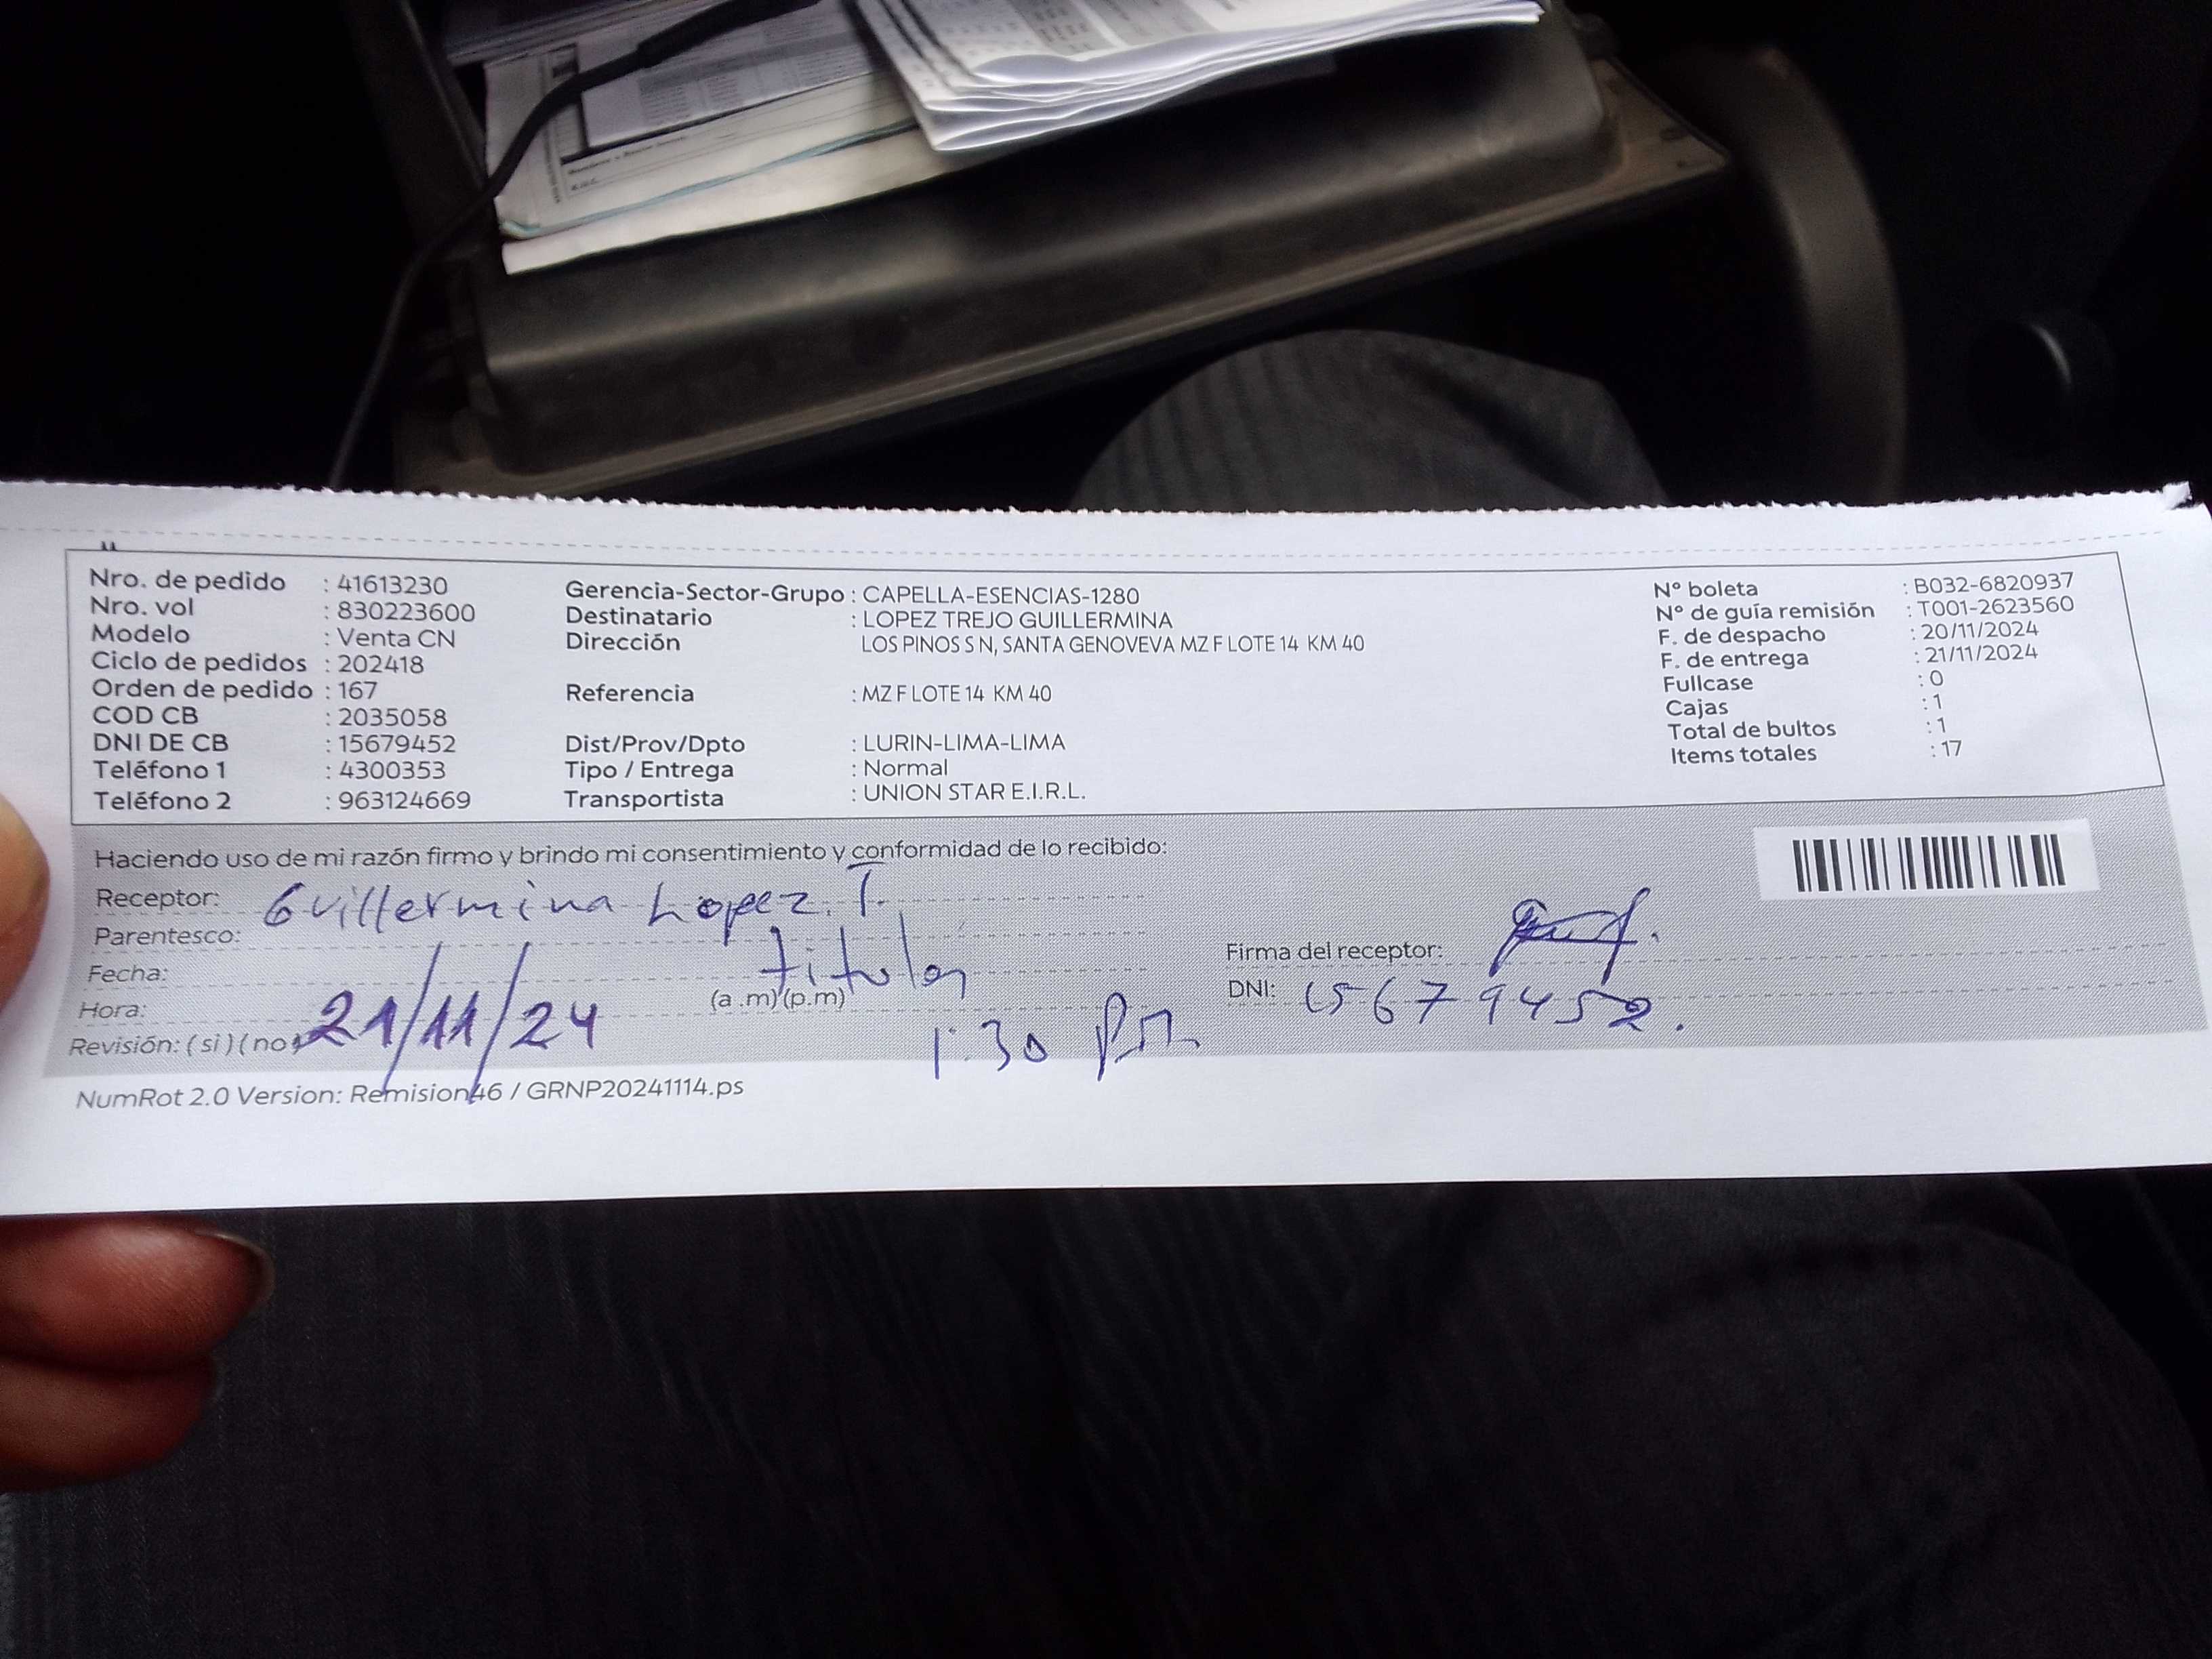 Nro. de pedido : 41613230
Nro. vol : 830223600
Modelo : Venta CN
Ciclo de pedidos : 202418
Orden de pedido : 167
COD CB : 2035058
DNI DE CB : 15679452
Teléfono 1 : 4300353
Teléfono 2 : 963124669
Gerencia-Sector-Grupo : CAPELLA-ESENCIAS-1280
Destinatario : LOPEZ TREJO GUILLERMINA
Dirección LOS PINOS S N, SANTA GENOVEVA MZ F LOTE 14 KM 40
Referencia : MZ F LOTE 14 KM 40
Dist/Prov/Dpto : LURIN-LIMA-LIMA
Tipo / Entrega : Normal
Transportista : UNION STAR E.I.R.L.
N° boleta : B032-6820937
N° de guía remisión : T001-2623560
F. de despacho : 20/11/2024
F. de entrega : 21/11/2024
Fullcase : 0
Cajas : 1
Total de bultos : 1
Items totales : 17
Haciendo uso de mi razón firmo y brindo mi consentimiento y conformidad de lo recibido:
Receptor: Guillermina Lopez. T.
Parentesco: titular
Fecha: 21/11/24
Hora: (a .m) (p.m) 1:30 Pm
Revisión: ( si ) ( no )
Firma del receptor:
DNI: 15679452.
NumRot 2.0 Version: Remision46 / GRNP20241114.ps